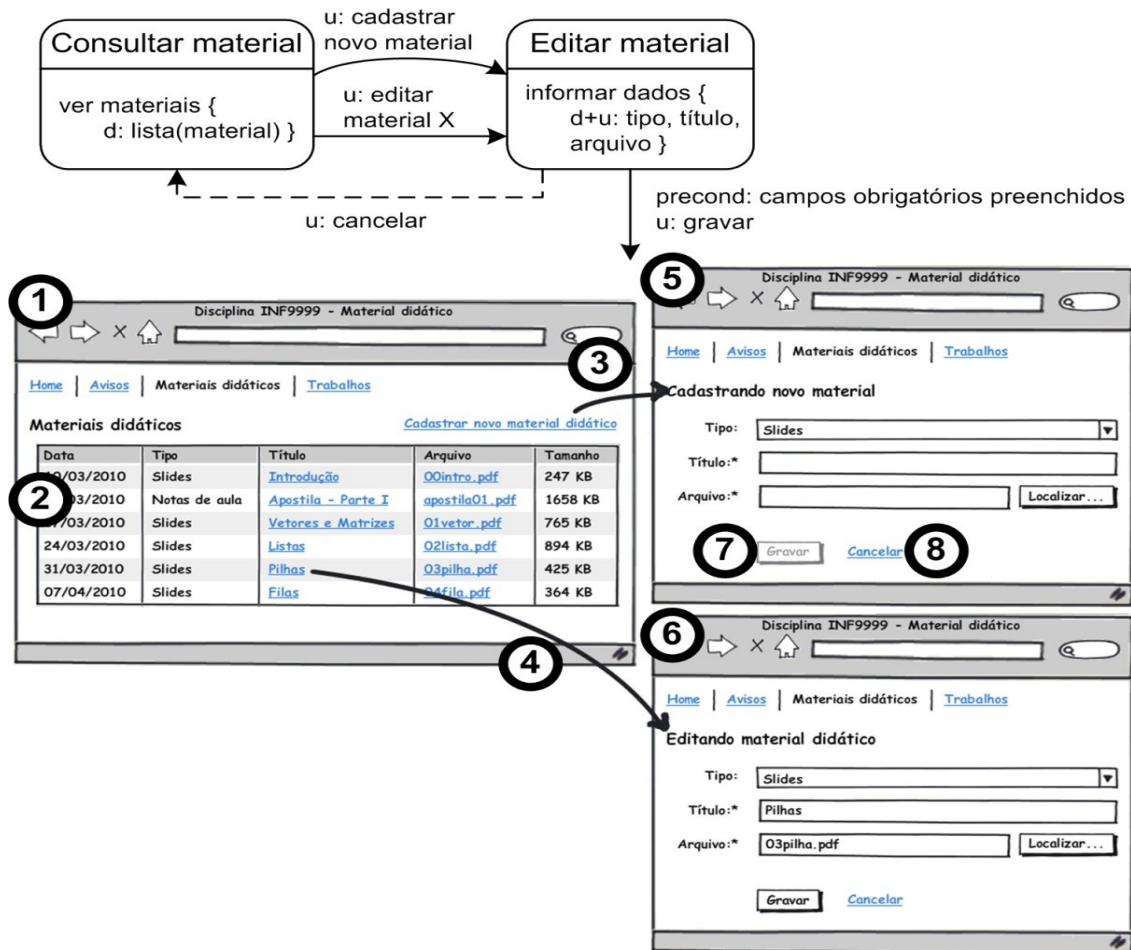 Consultar material
ver materiais {
d: lista(material) }
u: cadastrar
novo material
u: editar
material X
Editar material
informar dados {
d+u: tipo, título,
arquivo }
u: cancelar
precond: campos obrigatórios preenchidos
u: gravar
1
Disciplina INF9999 - Material didático
3
Home | Avisos | Materiais didáticos | Trabalhos
Materiais didáticos Cadastrar novo material didático
Data Tipo Título Arquivo Tamanho
/03/2010 Slides Introdução 00intro.pdf 247 KB
2 /03/2010 Notas de aula Apostila - Parte I apostila01.pdf 1658 KB
/03/2010 Slides Vetores e Matrizes 01vetor.pdf 765 KB
24/03/2010 Slides Listas 02lista.pdf 894 KB
31/03/2010 Slides Pilhas 03pilha.pdf 425 KB
07/04/2010 Slides Filas 04fila.pdf 364 KB
4
5
Disciplina INF9999 - Material didático
Home | Avisos | Materiais didáticos | Trabalhos
Cadastrando novo material
Tipo: Slides
Título:*
Arquivo:* Localizar...
7 Gravar Cancelar 8
6
Disciplina INF9999 - Material didático
Home | Avisos | Materiais didáticos | Trabalhos
Editando material didático
Tipo: Slides
Título:* Pilhas
Arquivo:* 03pilha.pdf Localizar...
Gravar Cancelar